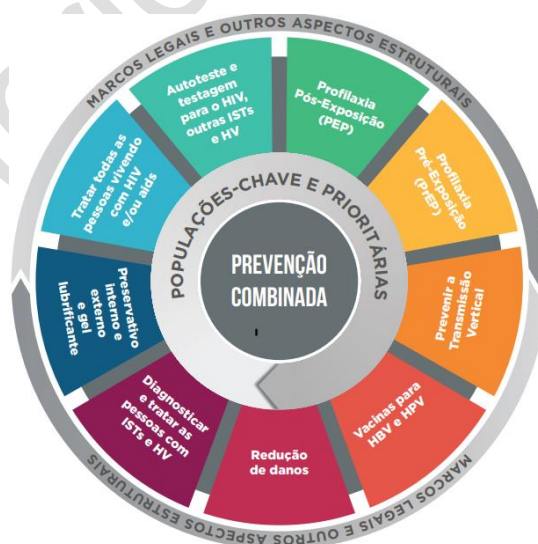 MARCOS LEGAIS E OUTROS ASPECTOS ESTRUTURAIS
Autoteste e
testagem
para o HIV,
outras ISTs
e HV
Profilaxia
Pós-Exposição
(PEP)
Profilaxia
Pré-Exposição
(PrEP)
Prevenir a
Transmissão
Vertical
Vacinas para
HBV e HPV
Redução
de danos
Diagnosticar
e tratar as
pessoas com
ISTs e HV
Preservativo
interno e
externo
e gel
lubrificante
Tratar todas as
pessoas vivendo
com HIV
e/ou aids
POPULAÇÕES-CHAVE E PRIORITÁRIAS
PREVENÇÃO
COMBINADA
MARCOS LEGAIS E OUTROS ASPECTOS ESTRUTURAIS